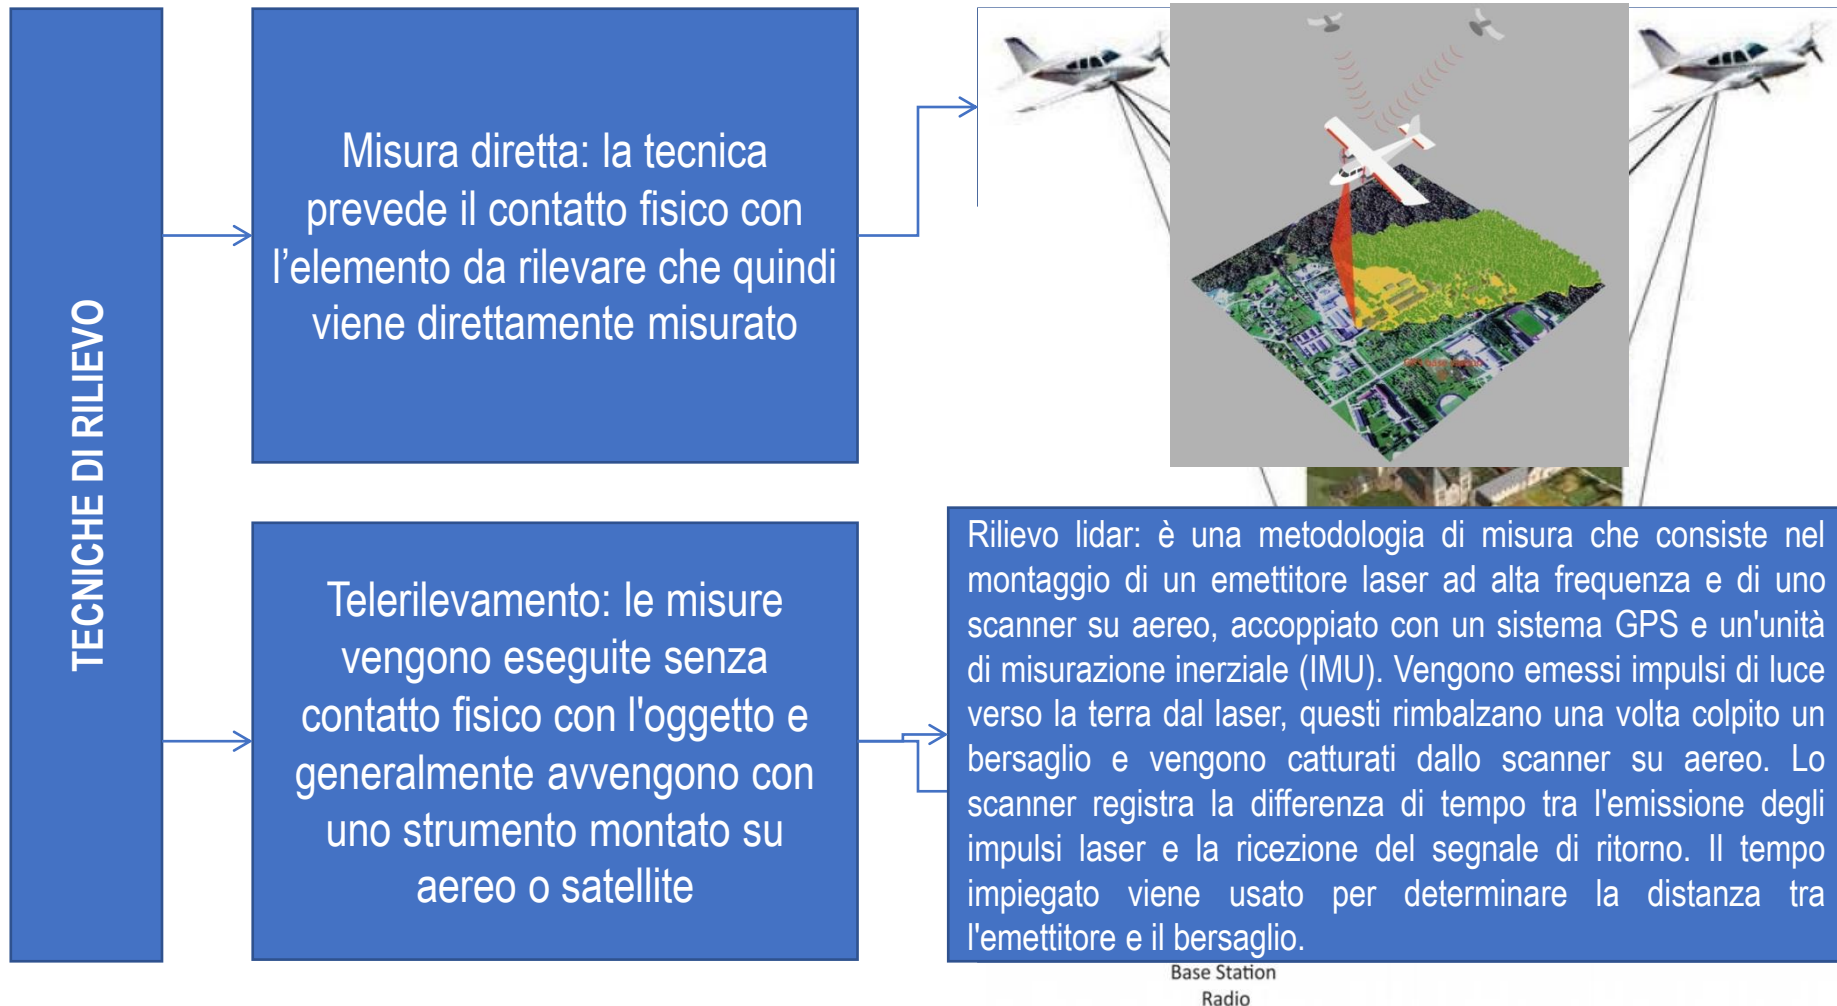 TECNICHE DI RILIEVO
Misura diretta: la tecnica
prevede il contatto fisico con
l’elemento da rilevare che quindi
viene direttamente misurato
Telerilevamento: le misure
vengono eseguite senza
contatto fisico con l'oggetto e
generalmente avvengono con
uno strumento montato su
aereo o satellite
Rilievo lidar: è una metodologia di misura che consiste nel
montaggio di un emettitore laser ad alta frequenza e di uno
scanner su aereo, accoppiato con un sistema GPS e un'unità
di misurazione inerziale (IMU). Vengono emessi impulsi di luce
verso la terra dal laser, questi rimbalzano una volta colpito un
bersaglio e vengono catturati dallo scanner su aereo. Lo
scanner registra la differenza di tempo tra l'emissione degli
impulsi laser e la ricezione del segnale di ritorno. Il tempo
impiegato viene usato per determinare la distanza tra
l'emettitore e il bersaglio.
Base Station
Radio